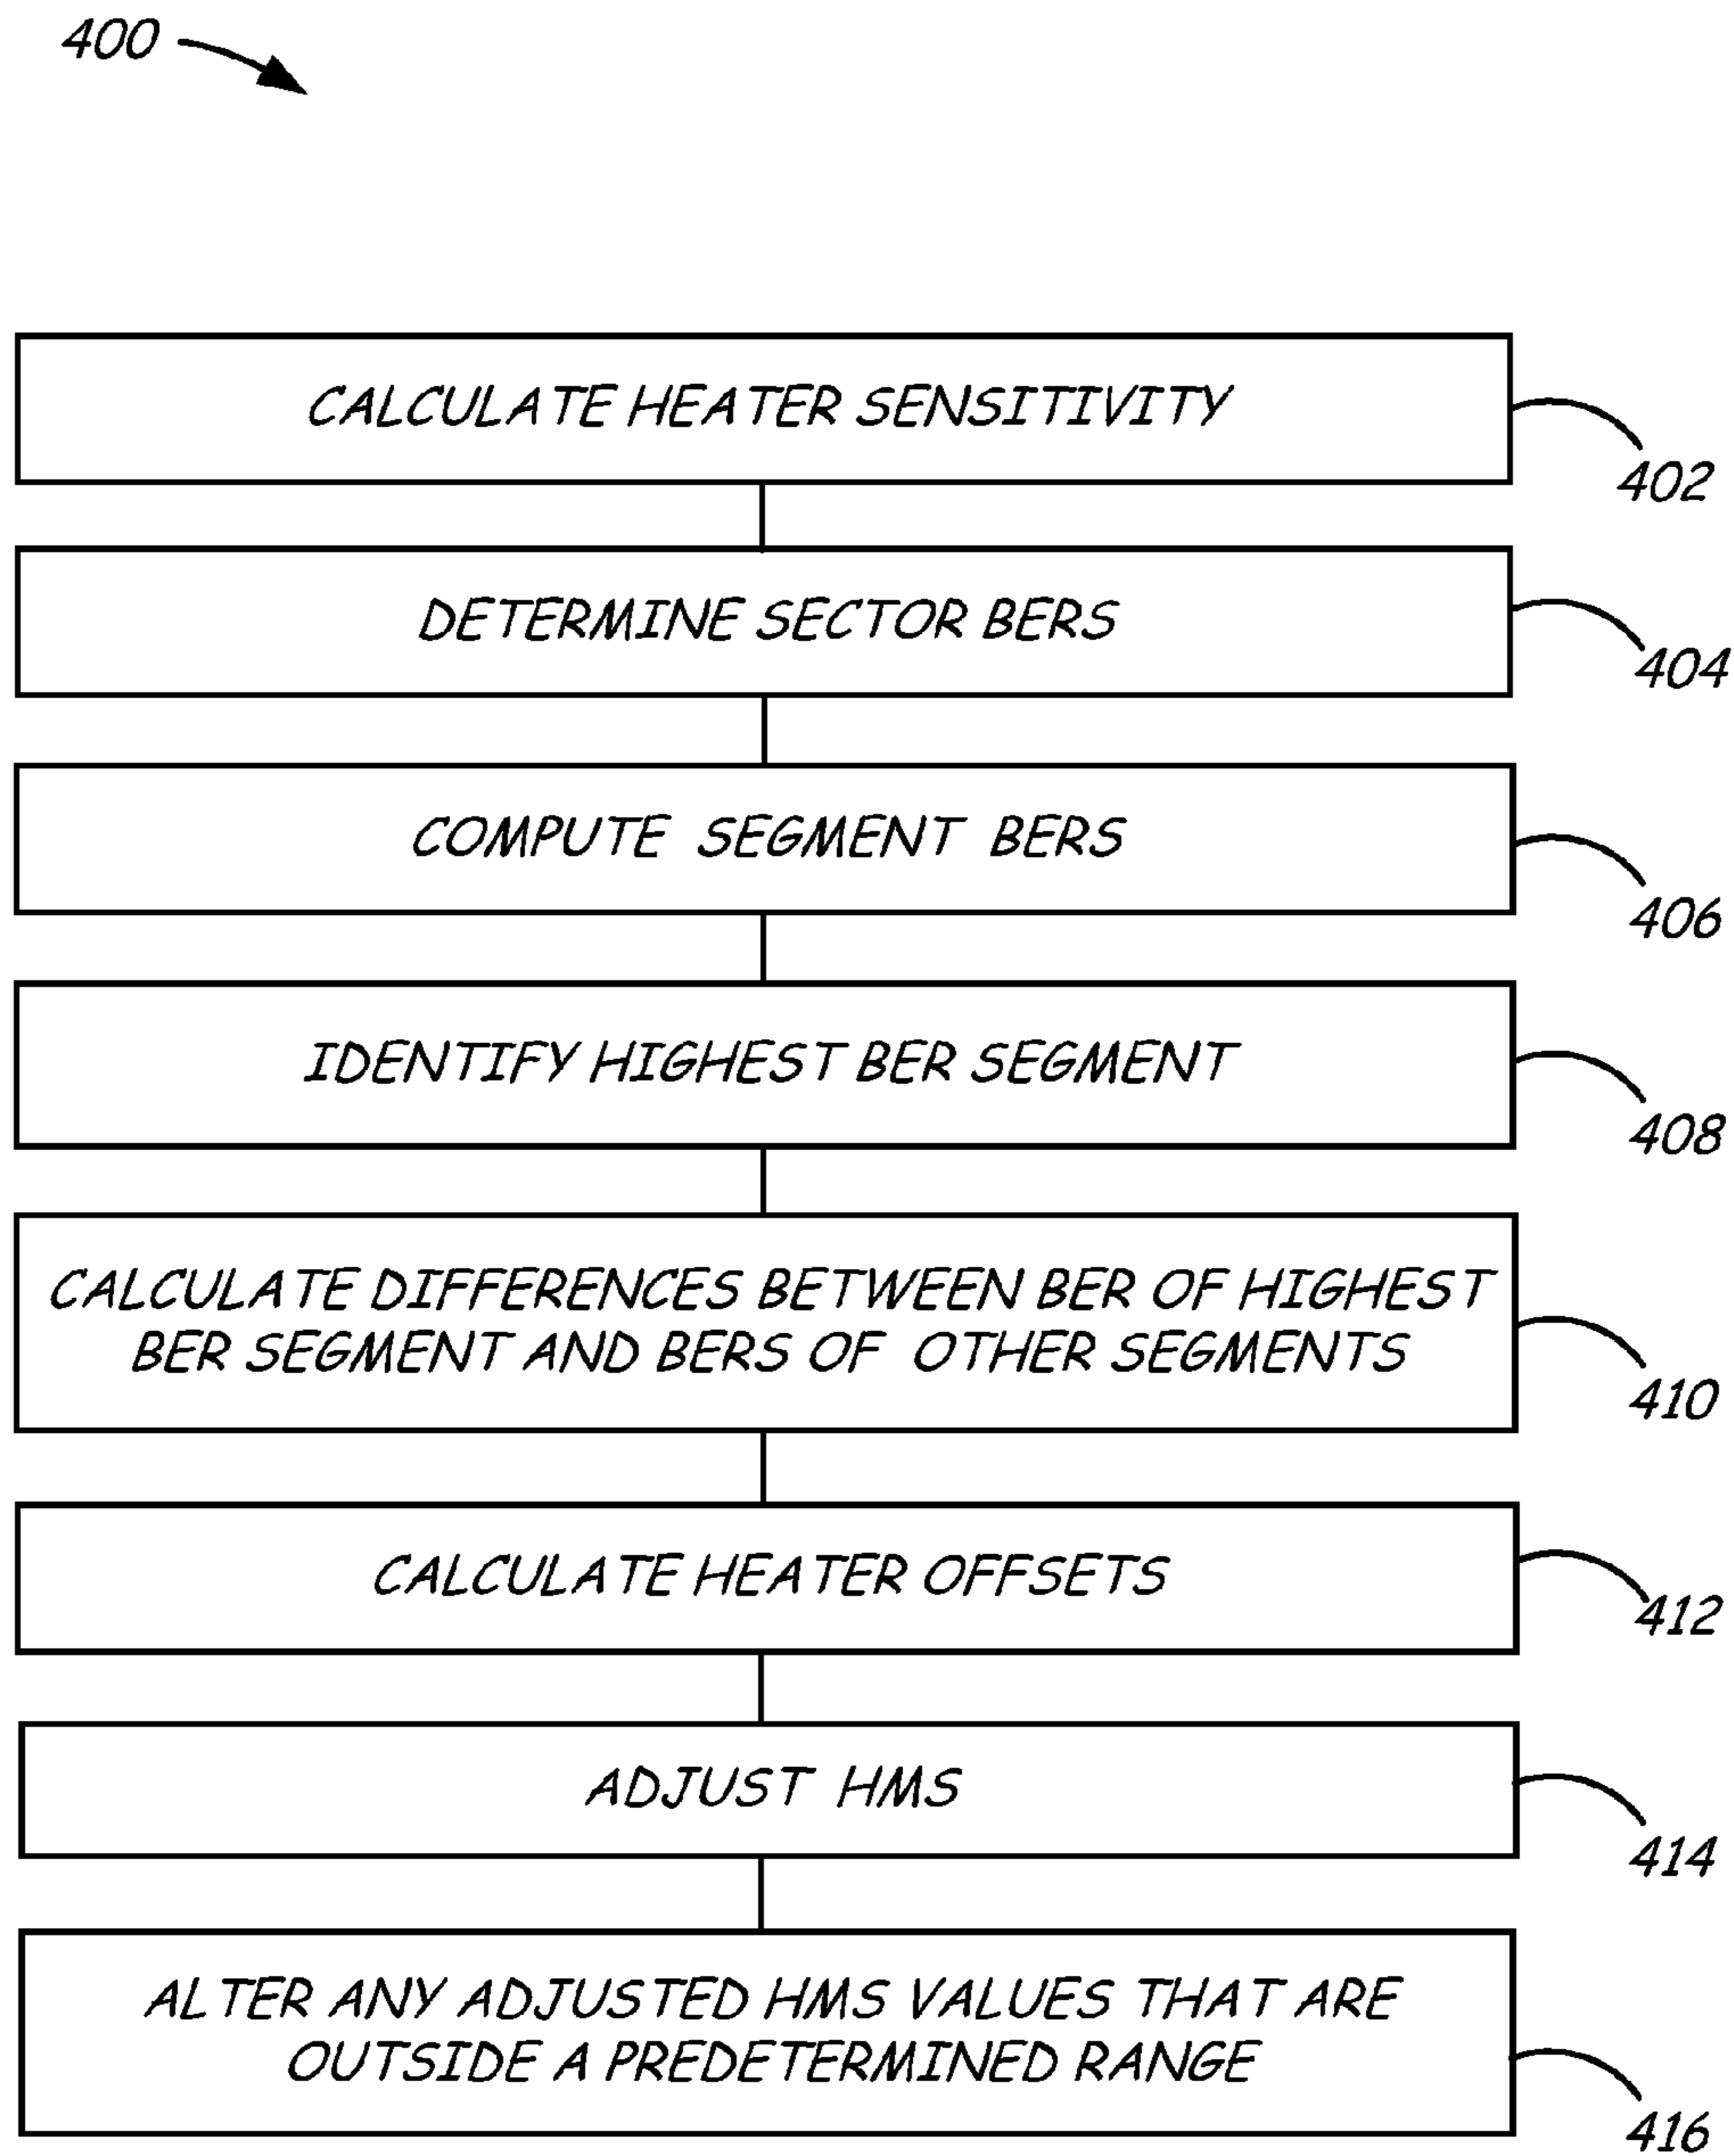 400
CALCULATE HEATER SENSITIVITY
402
DETERMINE SECTOR BERS
404
COMPUTE SEGMENT BERS
406
IDENTIFY HIGHEST BER SEGMENT
408
CALCULATE DIFFERENCES BETWEEN BER OF HIGHEST
BER SEGMENT AND BERS OF OTHER SEGMENTS
410
CALCULATE HEATER OFFSETS
412
ADJUST HMS
414
ALTER ANY ADJUSTED HMS VALUES THAT ARE
OUTSIDE A PREDETERMINED RANGE
416